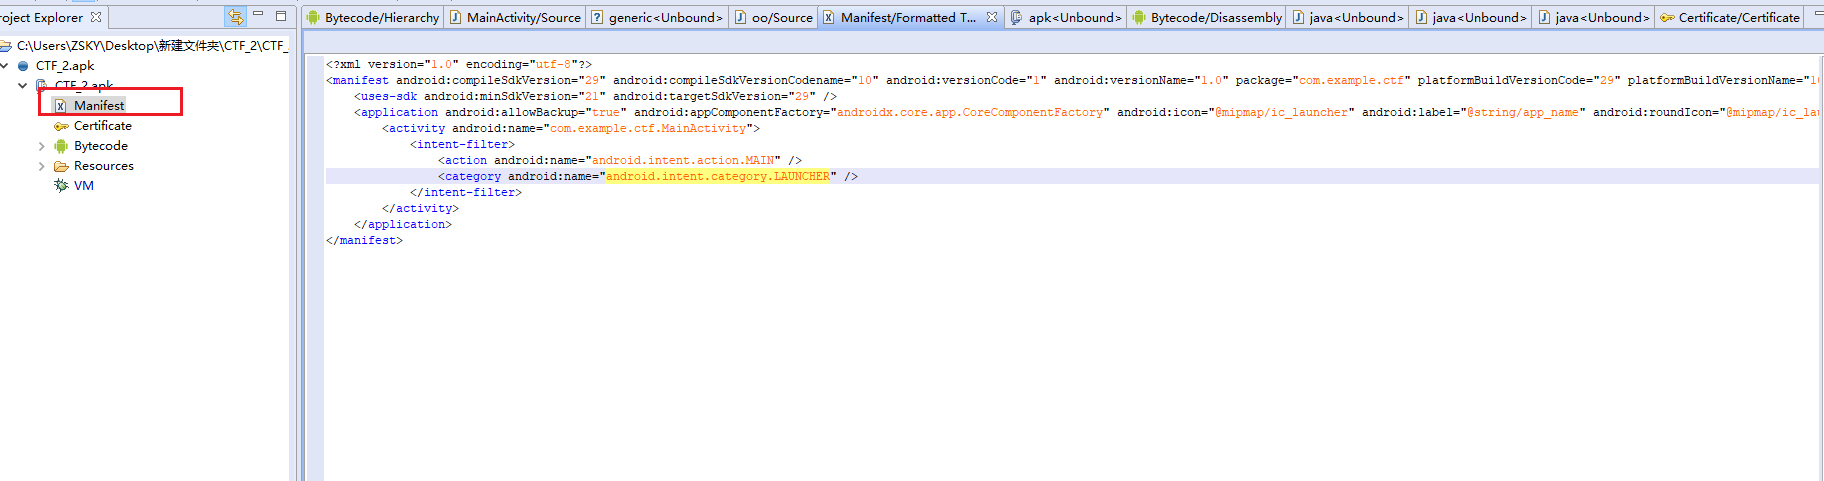 roject Explorer
Bytecode/Hierarchy
MainActivity/Source
generic<Unbound>
oo/Source
Manifest/Formatted T...
apk<Unbound>
Bytecode/Disassembly
java<Unbound>
java<Unbound>
java<Unbound>
Certificate/Certificate
C:\Users\ZSKY\Desktop\新建文件夹\CTF_2\CTF_
CTF_2.apk
CTF_2.apk
Manifest
Certificate
Bytecode
Resources
VM
<?xml version="1.0" encoding="utf-8"?>
<manifest android:compileSdkVersion="29" android:compileSdkVersionCodename="10" android:versionCode="1" android:versionName="1.0" package="com.example.ctf" platformBuildVersionCode="29" platformBuildVersionName="10
<uses-sdk android:minSdkVersion="21" android:targetSdkVersion="29" />
<application android:allowBackup="true" android:appComponentFactory="androidx.core.app.CoreComponentFactory" android:icon="@mipmap/ic_launcher" android:label="@string/app_name" android:roundIcon="@mipmap/ic_lau
<activity android:name="com.example.ctf.MainActivity">
<intent-filter>
<action android:name="android.intent.action.MAIN" />
<category android:name="android.intent.category.LAUNCHER" />
</intent-filter>
</activity>
</application>
</manifest>